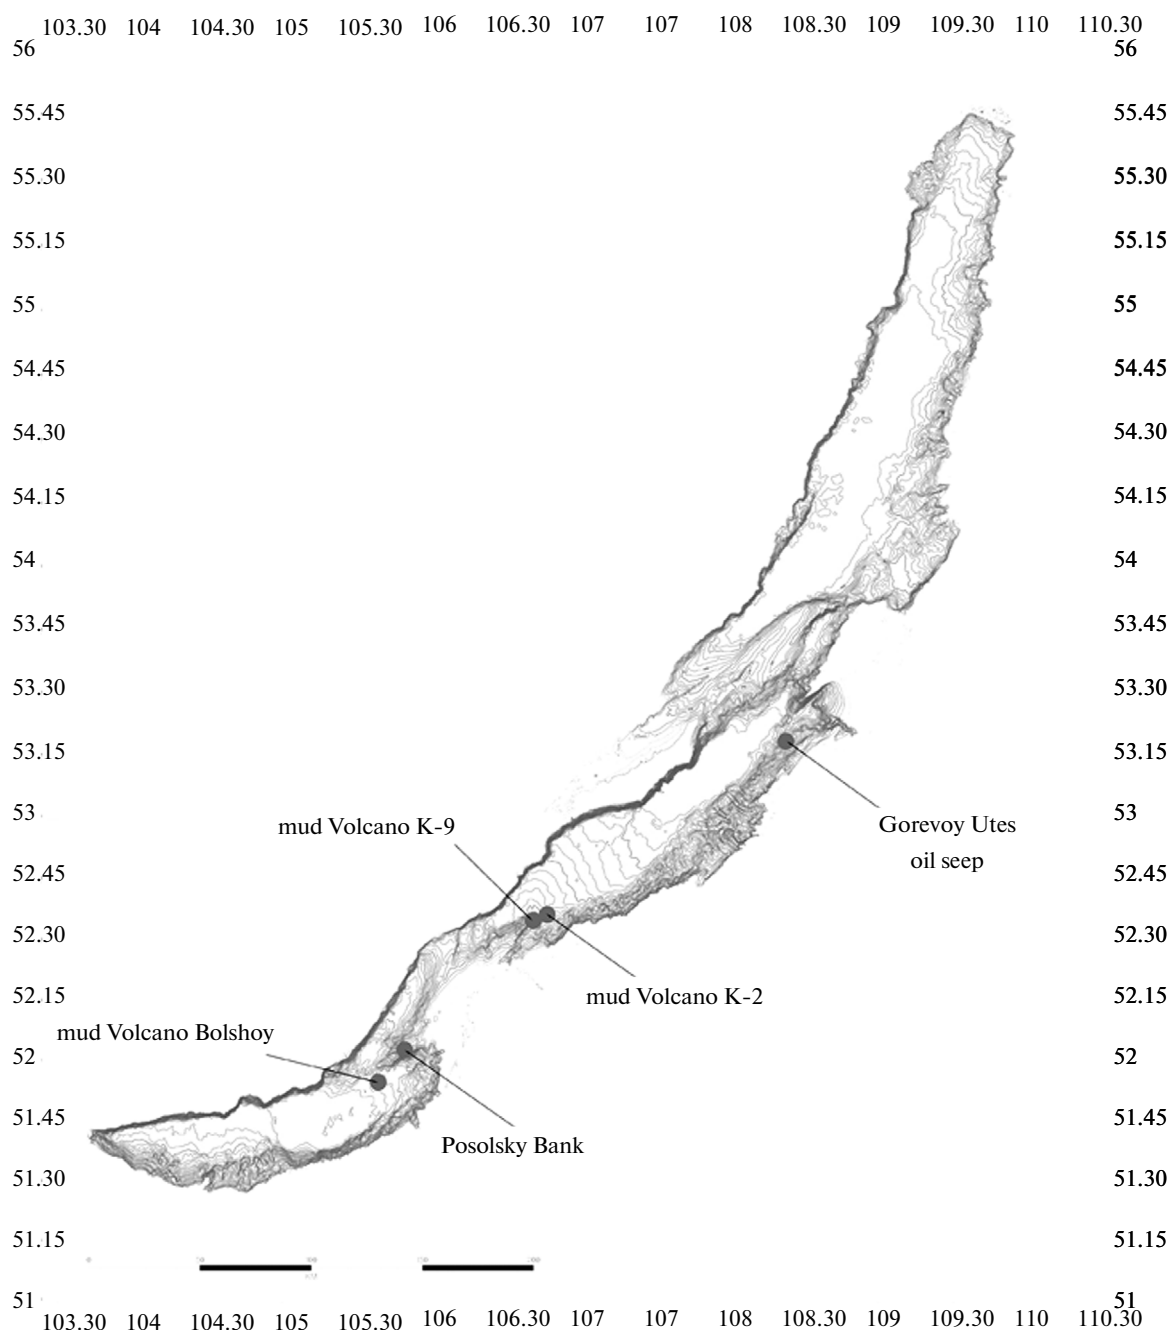 103.30 104 104.30 105 105.30 106 106.30 107 107 108 108.30 109 109.30 110 110.30
56 56
55.45 55.45
55.30 55.30
55.15 55.15
55 55
54.45 54.45
54.30 54.30
54.15 54.15
54 54
53.45 53.45
53.30 53.30
53.15 53.15
53 53
mud Volcano K-9
Gorevoy Utes
oil seep
52.45 52.45
52.30 52.30
52.15 52.15
mud Volcano K-2
mud Volcano Bolshoy
52 52
51.45 51.45
Posolsky Bank
51.30 51.30
51.15 51.15
51 51
103.30 104 104.30 105 105.30 106 106.30 107 107 108 108.30 109 109.30 110 110.30